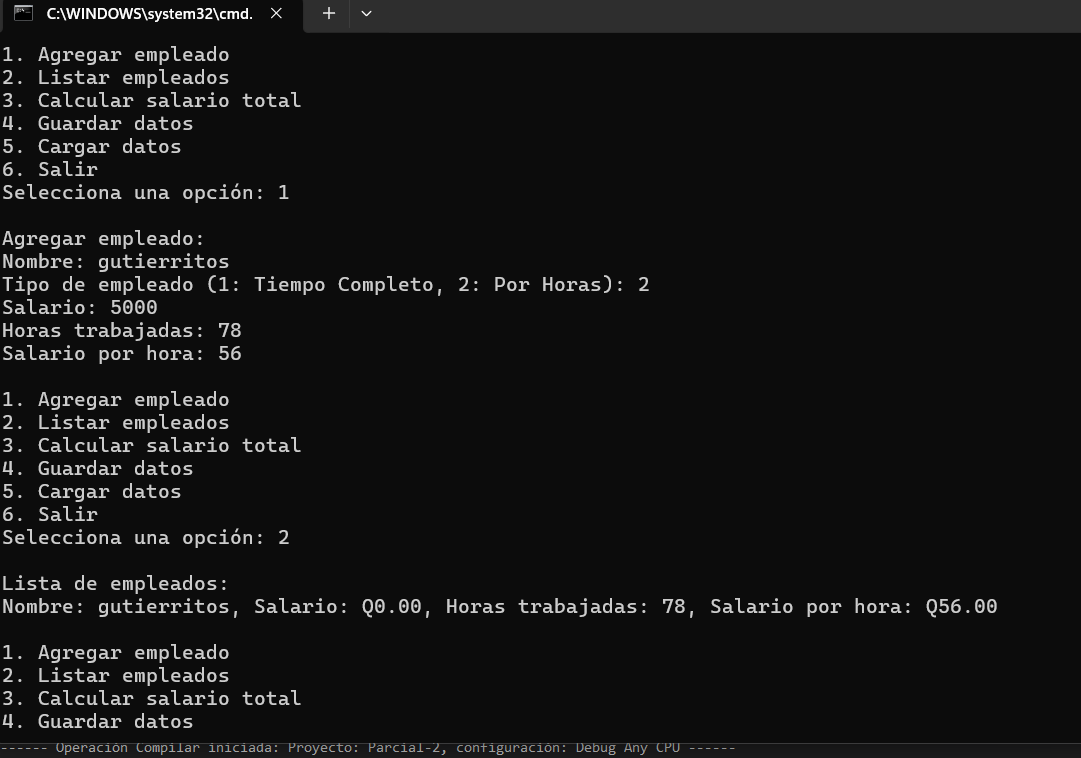 C:\WINDOWS\system32\cmd.
1. Agregar empleado
2. Listar empleados
3. Calcular salario total
4. Guardar datos
5. Cargar datos
6. Salir
Selecciona una opción: 1
Agregar empleado:
Nombre: gutierritos
Tipo de empleado (1: Tiempo Completo, 2: Por Horas): 2
Salario: 5000
Horas trabajadas: 78
Salario por hora: 56
1. Agregar empleado
2. Listar empleados
3. Calcular salario total
4. Guardar datos
5. Cargar datos
6. Salir
Selecciona una opción: 2
Lista de empleados:
Nombre: gutierritos, Salario: Q0.00, Horas trabajadas: 78, Salario por hora: Q56.00
1. Agregar empleado
2. Listar empleados
3. Calcular salario total
4. Guardar datos
------ Operación Compilar iniciada: Proyecto: Parcial-2, configuración: Debug Any CPU ------